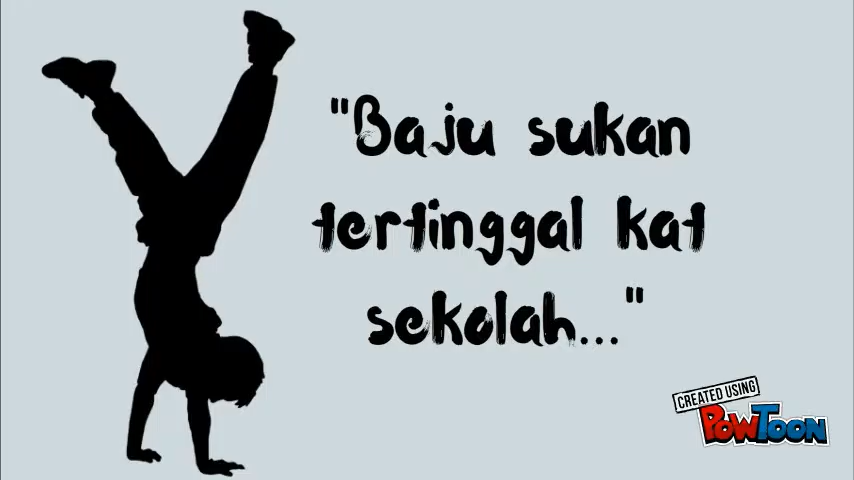 "Baju sukan
tertinggal kat
sekolah..."
CREATED USING
POWTOON